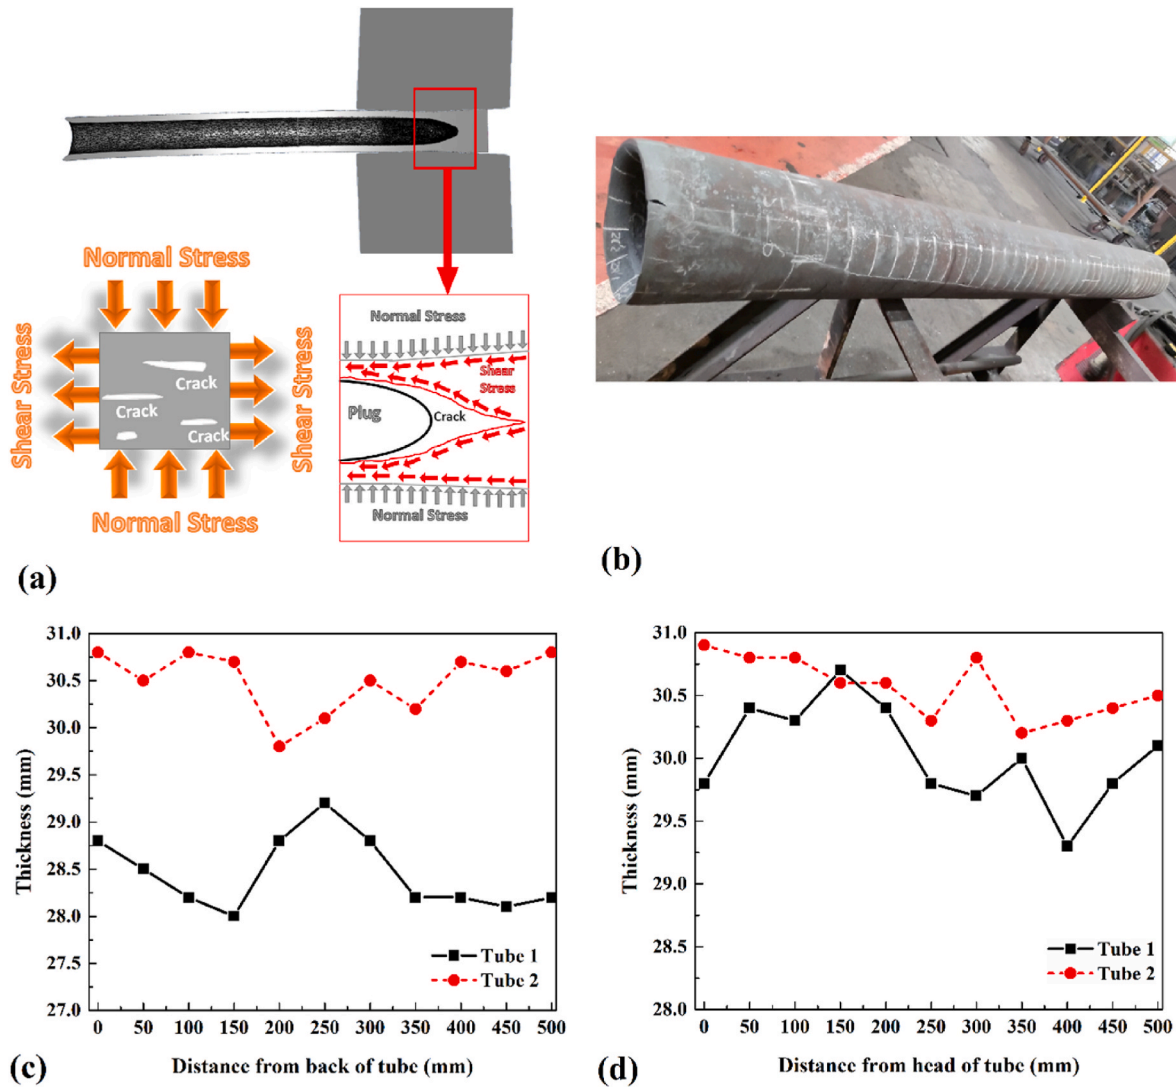 Normal Stress
Shear Stress
Crack
Crack
Crack
Shear Stress
Normal Stress
Normal Stress
Shear
Stress
Plug
Crack
Normal Stress
(a)
(b)
31.0
30.5
30.0
29.5
29.0
28.5
28.0
27.5
27.0
Thickness (mm)
Tube 1
Tube 2
0 50 100 150 200 250 300 350 400 450 500
Distance from back of tube (mm)
(c)
31.0
30.5
30.0
29.5
29.0
28.5
28.0
Thickness (mm)
Tube 1
Tube 2
0 50 100 150 200 250 300 350 400 450 500
Distance from head of tube (mm)
(d)